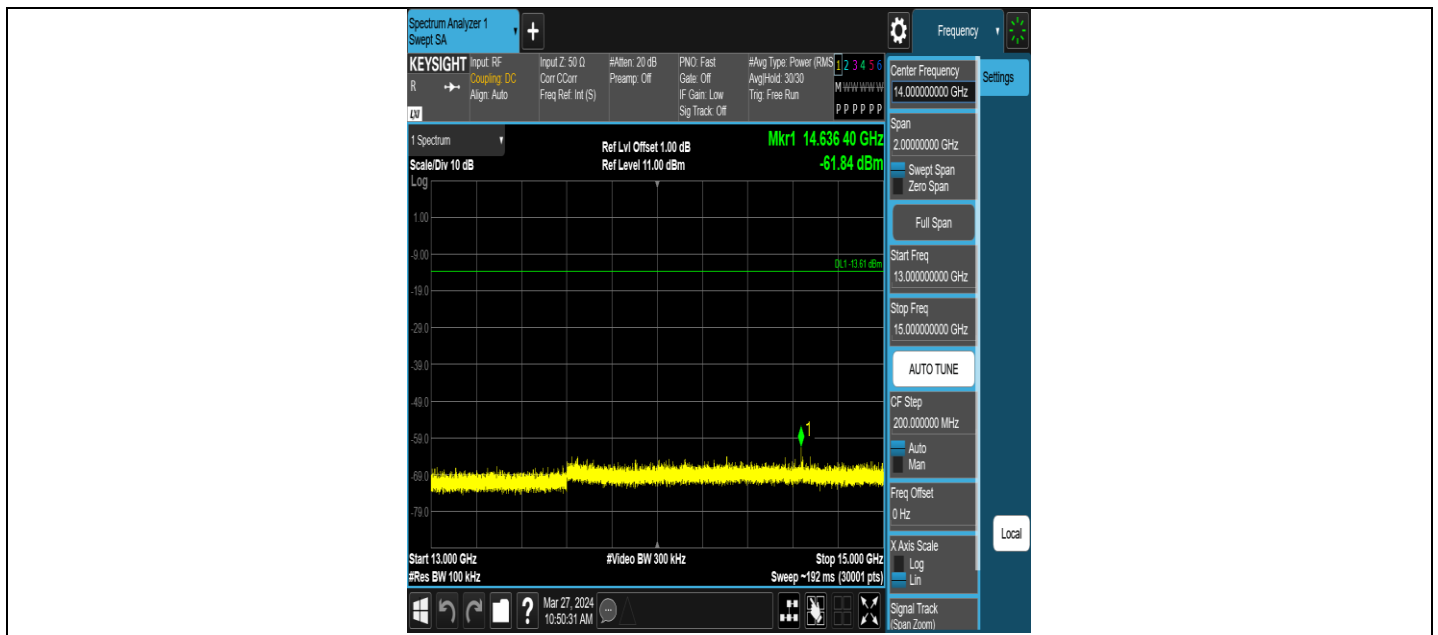 Spectrum Analyzer 1
Swept SA
+
Frequency
KEYSIGHT
R
LXI
Input: RF
Coupling: DC
Align: Auto
Input Z: 50 Ω
Corr CCorr
Freq Ref: Int (S)
#Atten: 20 dB
Preamp: Off
PNO: Fast
Gate: Off
IF Gain: Low
Sig Track: Off
#Avg Type: Power (RMS
Avg|Hold: 30/30
Trig: Free Run
1 2 3 4 5 6
M W W W W W
P P P P P P
1 Spectrum
Scale/Div 10 dB
Log
Ref Lvl Offset 1.00 dB
Ref Level 11.00 dBm
Mkr1 14.636 40 GHz
-61.84 dBm
1.00
-9.00
DL1 -13.61 dBm
-19.0
-29.0
-39.0
-49.0
1
-59.0
-69.0
-79.0
Start 13.000 GHz
#Res BW 100 kHz
#Video BW 300 kHz
Stop 15.000 GHz
Sweep ~192 ms (30001 pts)
Mar 27, 2024
10:50:31 AM
Center Frequency
14.000000000 GHz
Settings
Span
2.00000000 GHz
Swept Span
Zero Span
Full Span
Start Freq
13.000000000 GHz
Stop Freq
15.000000000 GHz
AUTO TUNE
CF Step
200.000000 MHz
Auto
Man
Freq Offset
0 Hz
X Axis Scale
Log
Lin
Local
Signal Track
(Span Zoom)